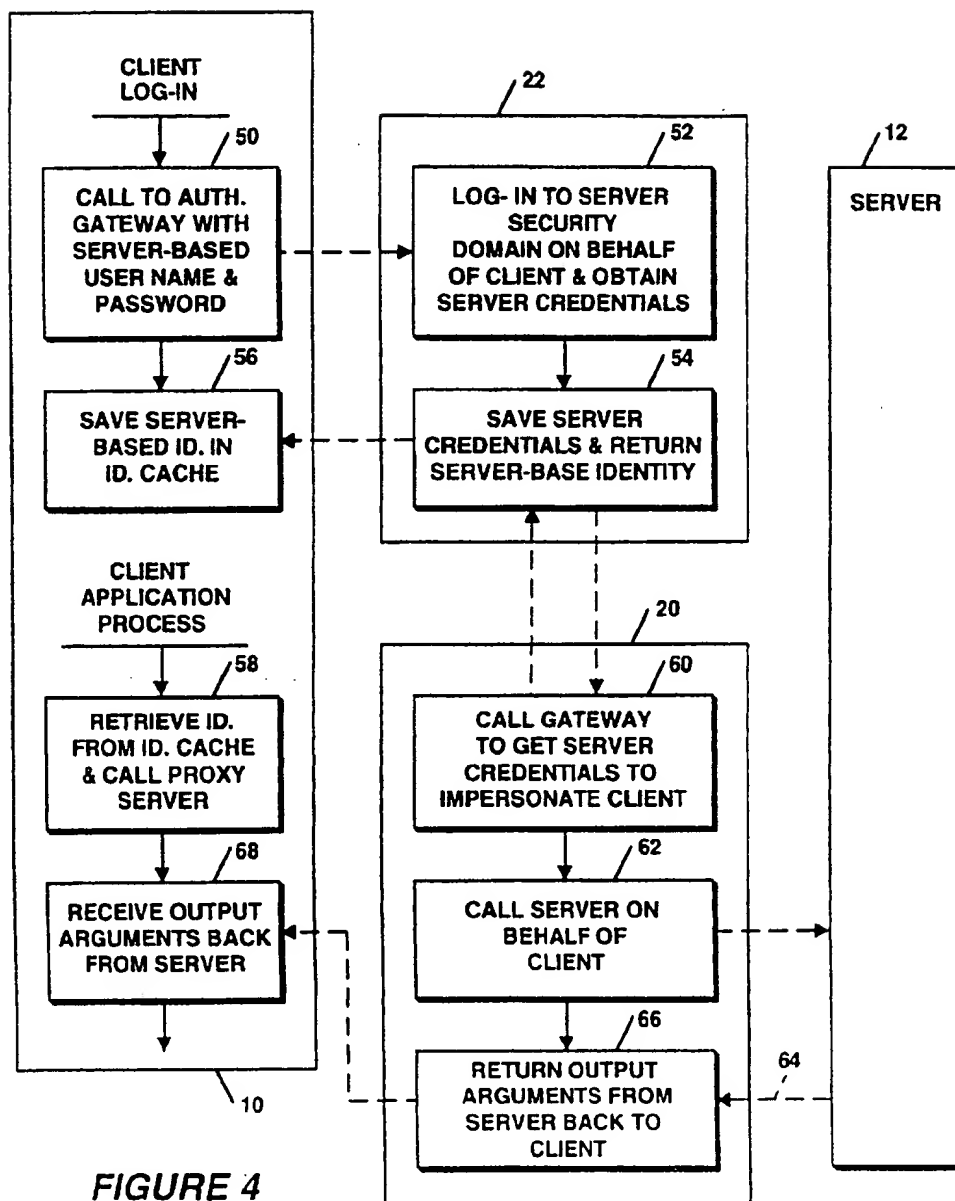 CLIENT
LOG-IN
50
CALL TO AUTH.
GATEWAY WITH
SERVER-BASED
USER NAME &
PASSWORD
56
SAVE SERVER-
BASED ID. IN
ID. CACHE
CLIENT
APPLICATION
PROCESS
58
RETRIEVE ID.
FROM ID. CACHE
& CALL PROXY
SERVER
68
RECEIVE OUTPUT
ARGUMENTS BACK
FROM SERVER
10
22
52
LOG- IN TO SERVER
SECURITY
DOMAIN ON BEHALF
OF CLIENT & OBTAIN
SERVER CREDENTIALS
54
SAVE SERVER
CREDENTIALS & RETURN
SERVER-BASE IDENTITY
20
60
CALL GATEWAY
TO GET SERVER
CREDENTIALS TO
IMPERSONATE CLIENT
62
CALL SERVER ON
BEHALF OF
CLIENT
66
RETURN OUTPUT
ARGUMENTS FROM
SERVER BACK TO
CLIENT
64
12
SERVER
FIGURE 4